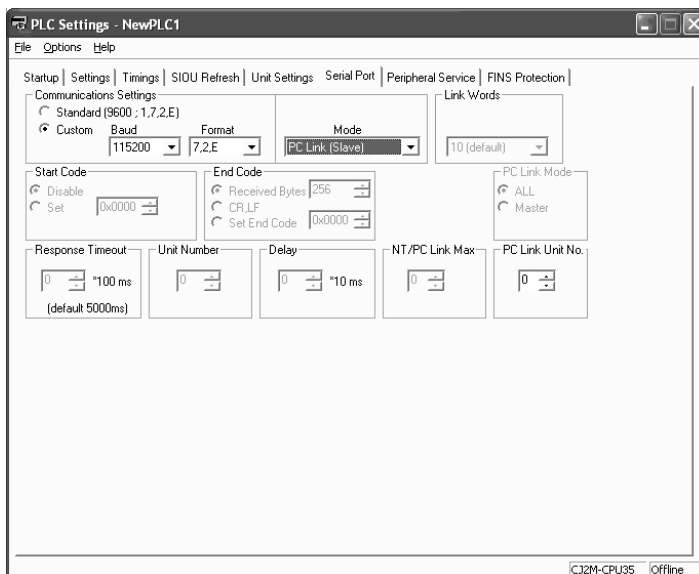 PLC Settings - NewPLC1
File Options Help
Startup Settings Timings SIOU Refresh Unit Settings Serial Port Peripheral Service FINS Protection
Communications Settings
Standard (9600 ; 1,7,2,E)
Custom Baud Format Mode
115200 7,2,E PC Link (Slave)
Link Words
10 (default)
Start Code
Disable
Set 0x0000
End Code
Received Bytes 256
CR,LF
Set End Code 0x0000
PC Link Mode
ALL
Master
Response Timeout
0 *100 ms
(default 5000ms)
Unit Number
0
Delay
0 *10 ms
NT/PC Link Max
0
PC Link Unit No.
0
CJ2M-CPU35 Offline